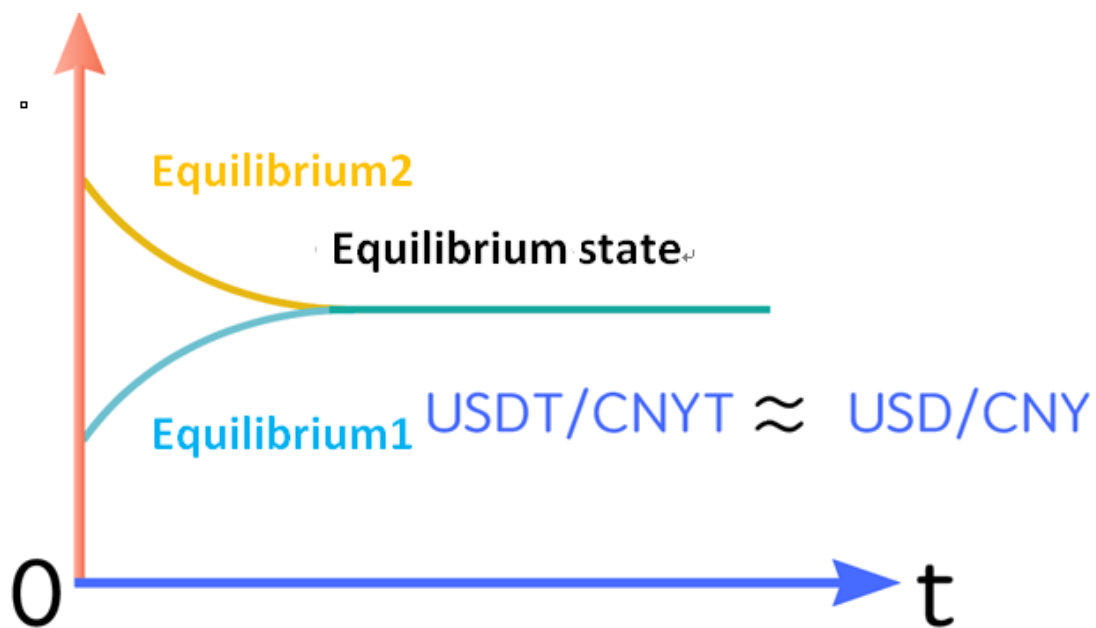 Equilibrium2
Equilibrium state
Equilibrium1
USDT/CNYT ≈ USD/CNY
0
t